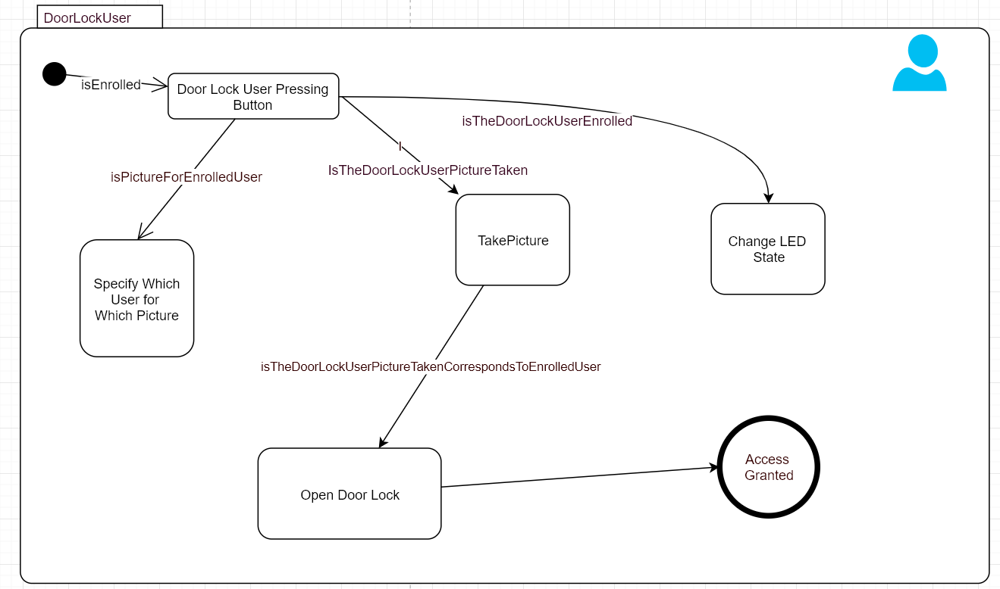 DoorLockUser
isEnrolled
Door Lock User Pressing
Button
isTheDoorLockUserEnrolled
I
IsTheDoorLockUserPictureTaken
isPictureForEnrolledUser
TakePicture
Change LED
State
Specify Which
User for
Which Picture
isTheDoorLockUserPictureTakenCorrespondsToEnrolledUser
Access
Granted
Open Door Lock